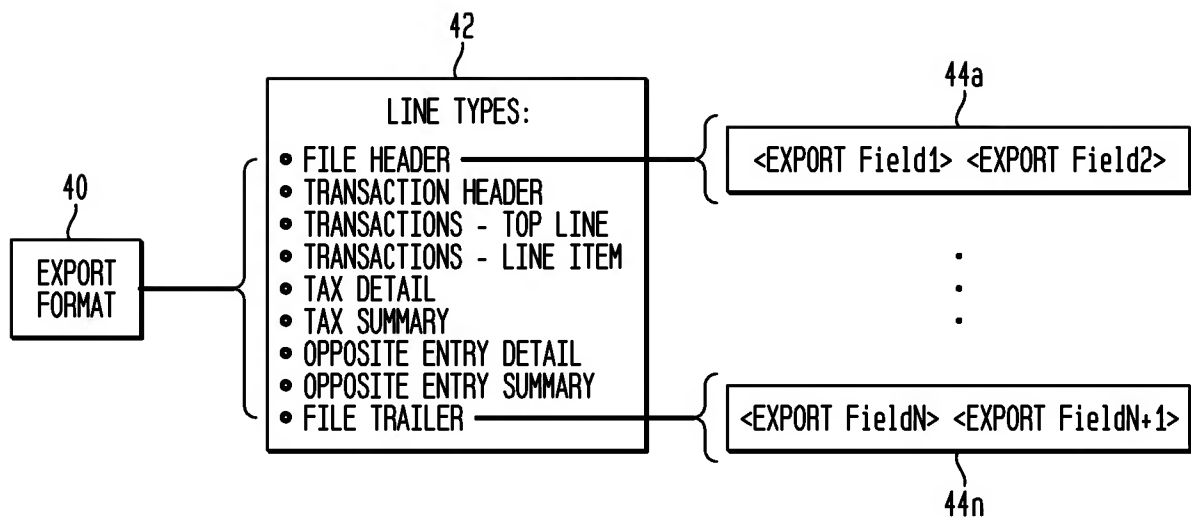 42
LINE TYPES:
• FILE HEADER
• TRANSACTION HEADER
• TRANSACTIONS - TOP LINE
• TRANSACTIONS - LINE ITEM
• TAX DETAIL
• TAX SUMMARY
• OPPOSITE ENTRY DETAIL
• OPPOSITE ENTRY SUMMARY
• FILE TRAILER
40
EXPORT
FORMAT
44a
<EXPORT Field1> <EXPORT Field2>
<EXPORT FieldN> <EXPORT FieldN+1>
44n